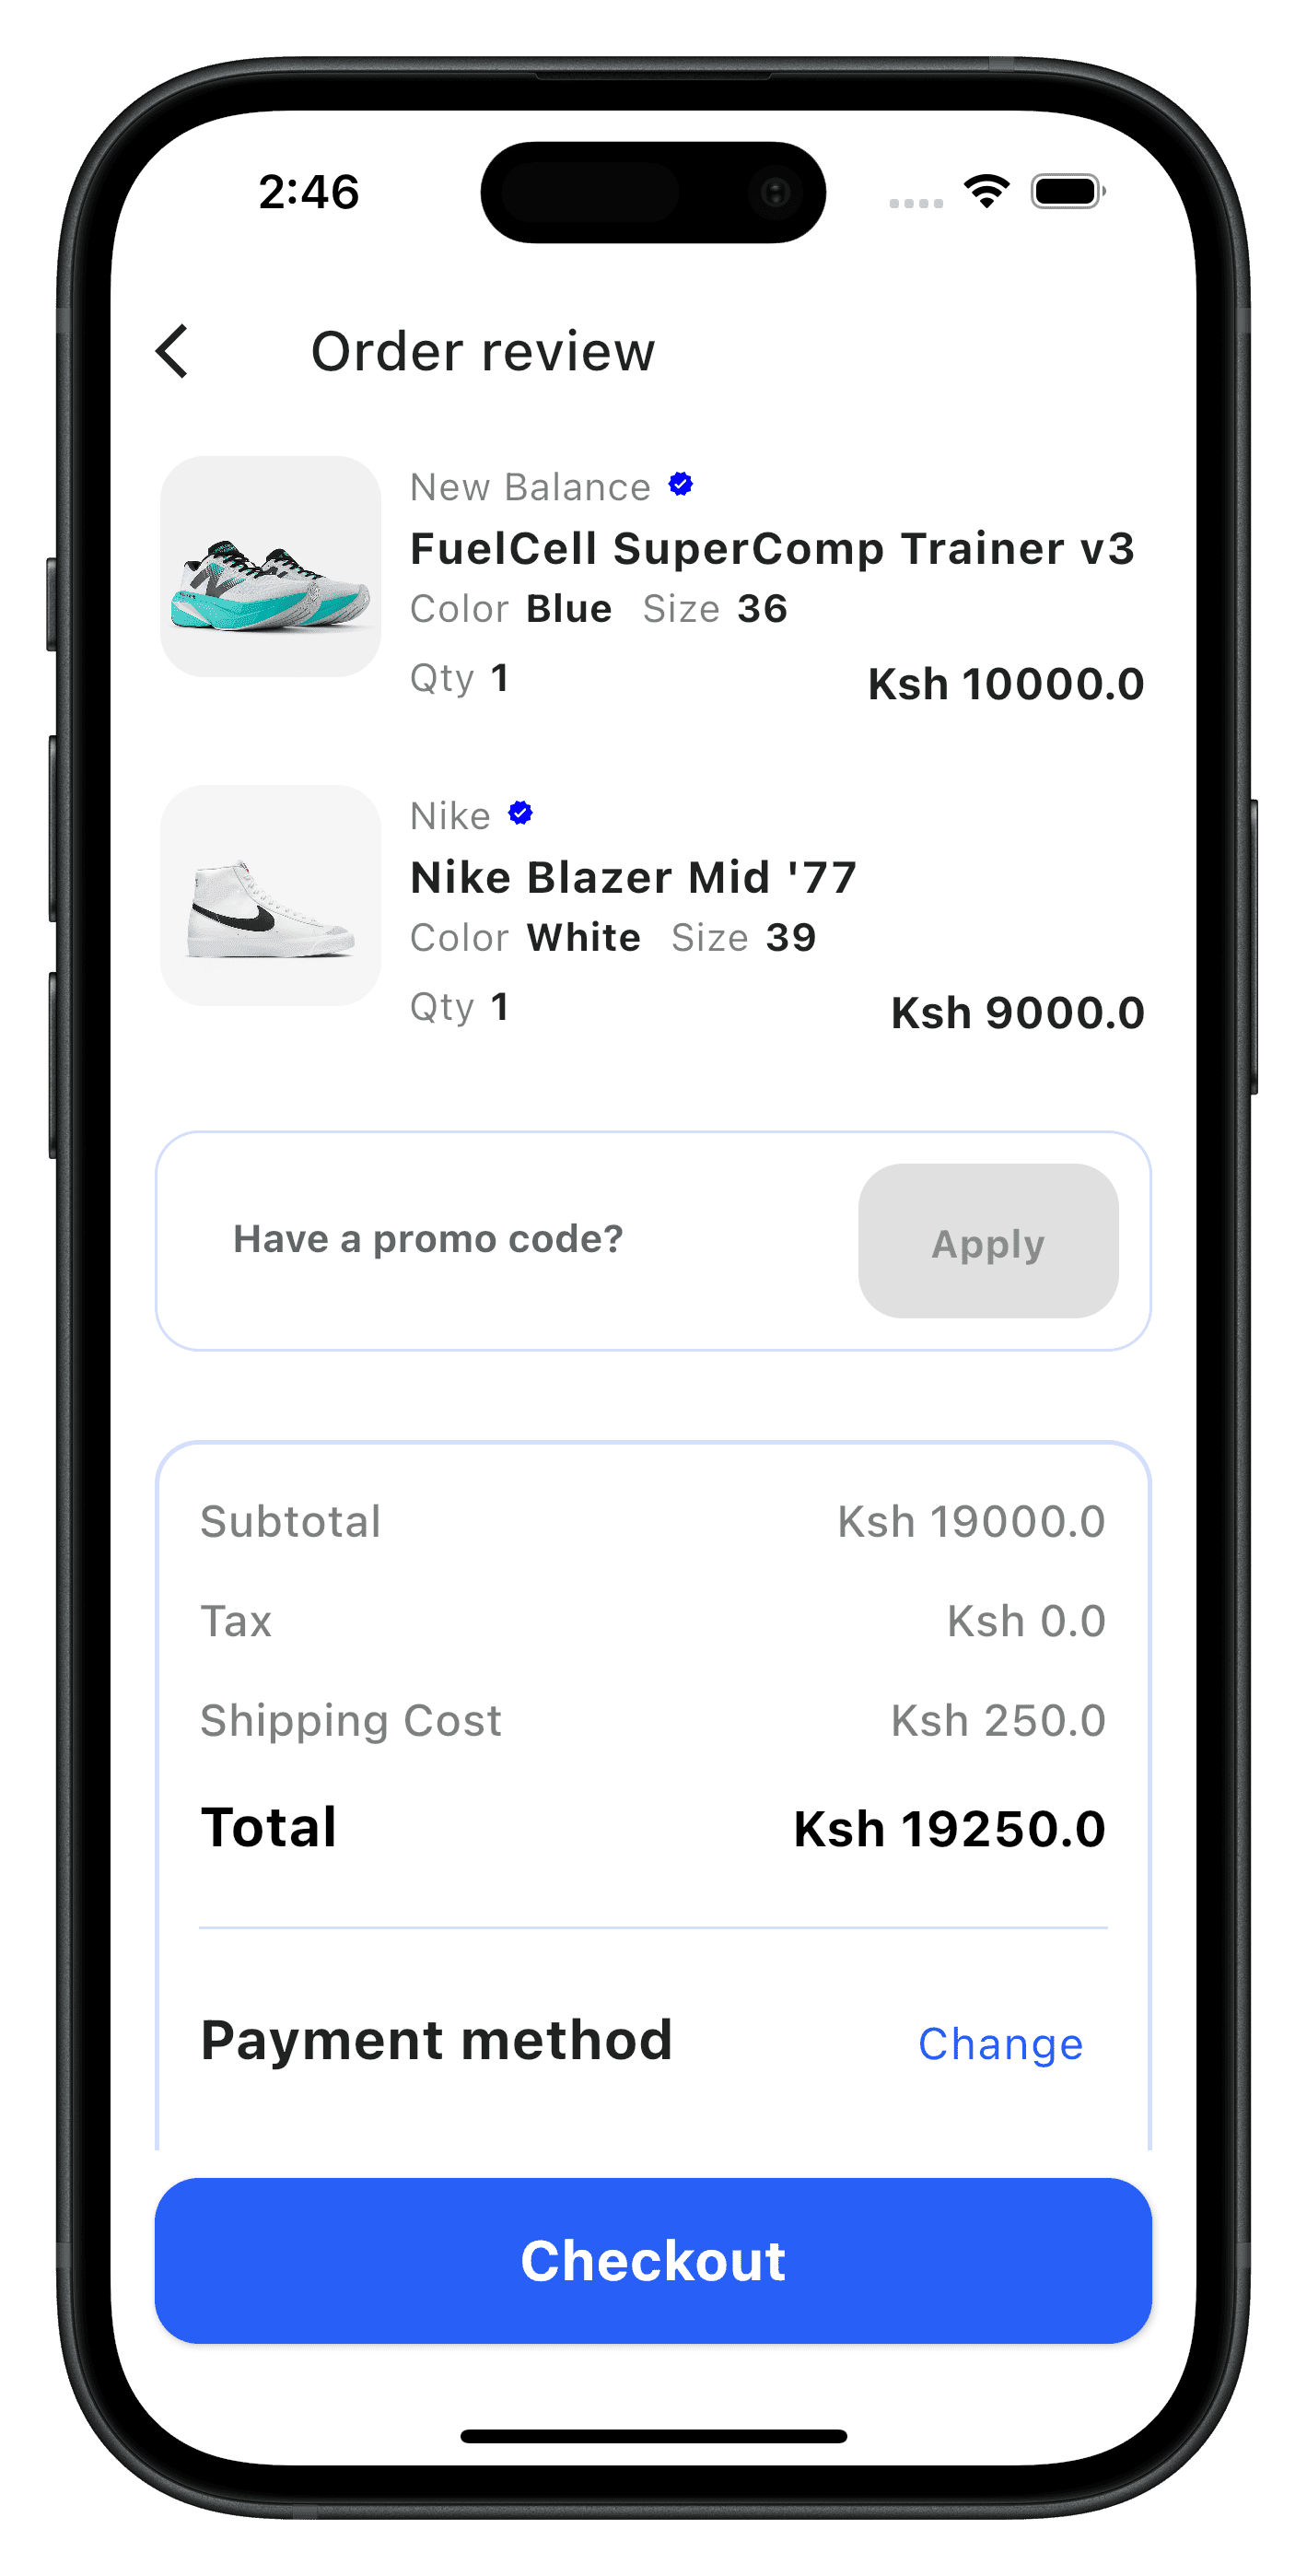 2:46
Order review
New Balance
FuelCell SuperComp Trainer v3
Color Blue Size 36
Qty 1 Ksh 10000.0
Nike
Nike Blazer Mid '77
Color White Size 39
Qty 1 Ksh 9000.0
Have a promo code? Apply
Subtotal Ksh 19000.0
Tax Ksh 0.0
Shipping Cost Ksh 250.0
Total Ksh 19250.0
Payment method Change
Checkout